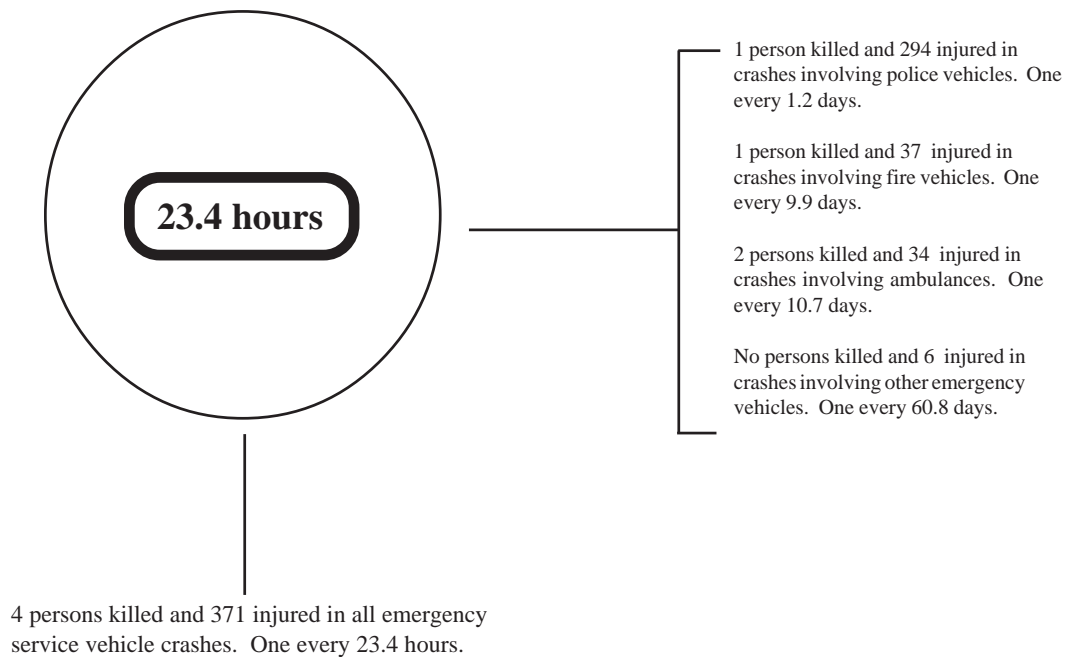 23.4 hours
1 person killed and 294 injured in
crashes involving police vehicles. One
every 1.2 days.
1 person killed and 37 injured in
crashes involving fire vehicles. One
every 9.9 days.
2 persons killed and 34 injured in
crashes involving ambulances. One
every 10.7 days.
No persons killed and 6 injured in
crashes involving other emergency
vehicles. One every 60.8 days.
4 persons killed and 371 injured in all emergency
service vehicle crashes. One every 23.4 hours.